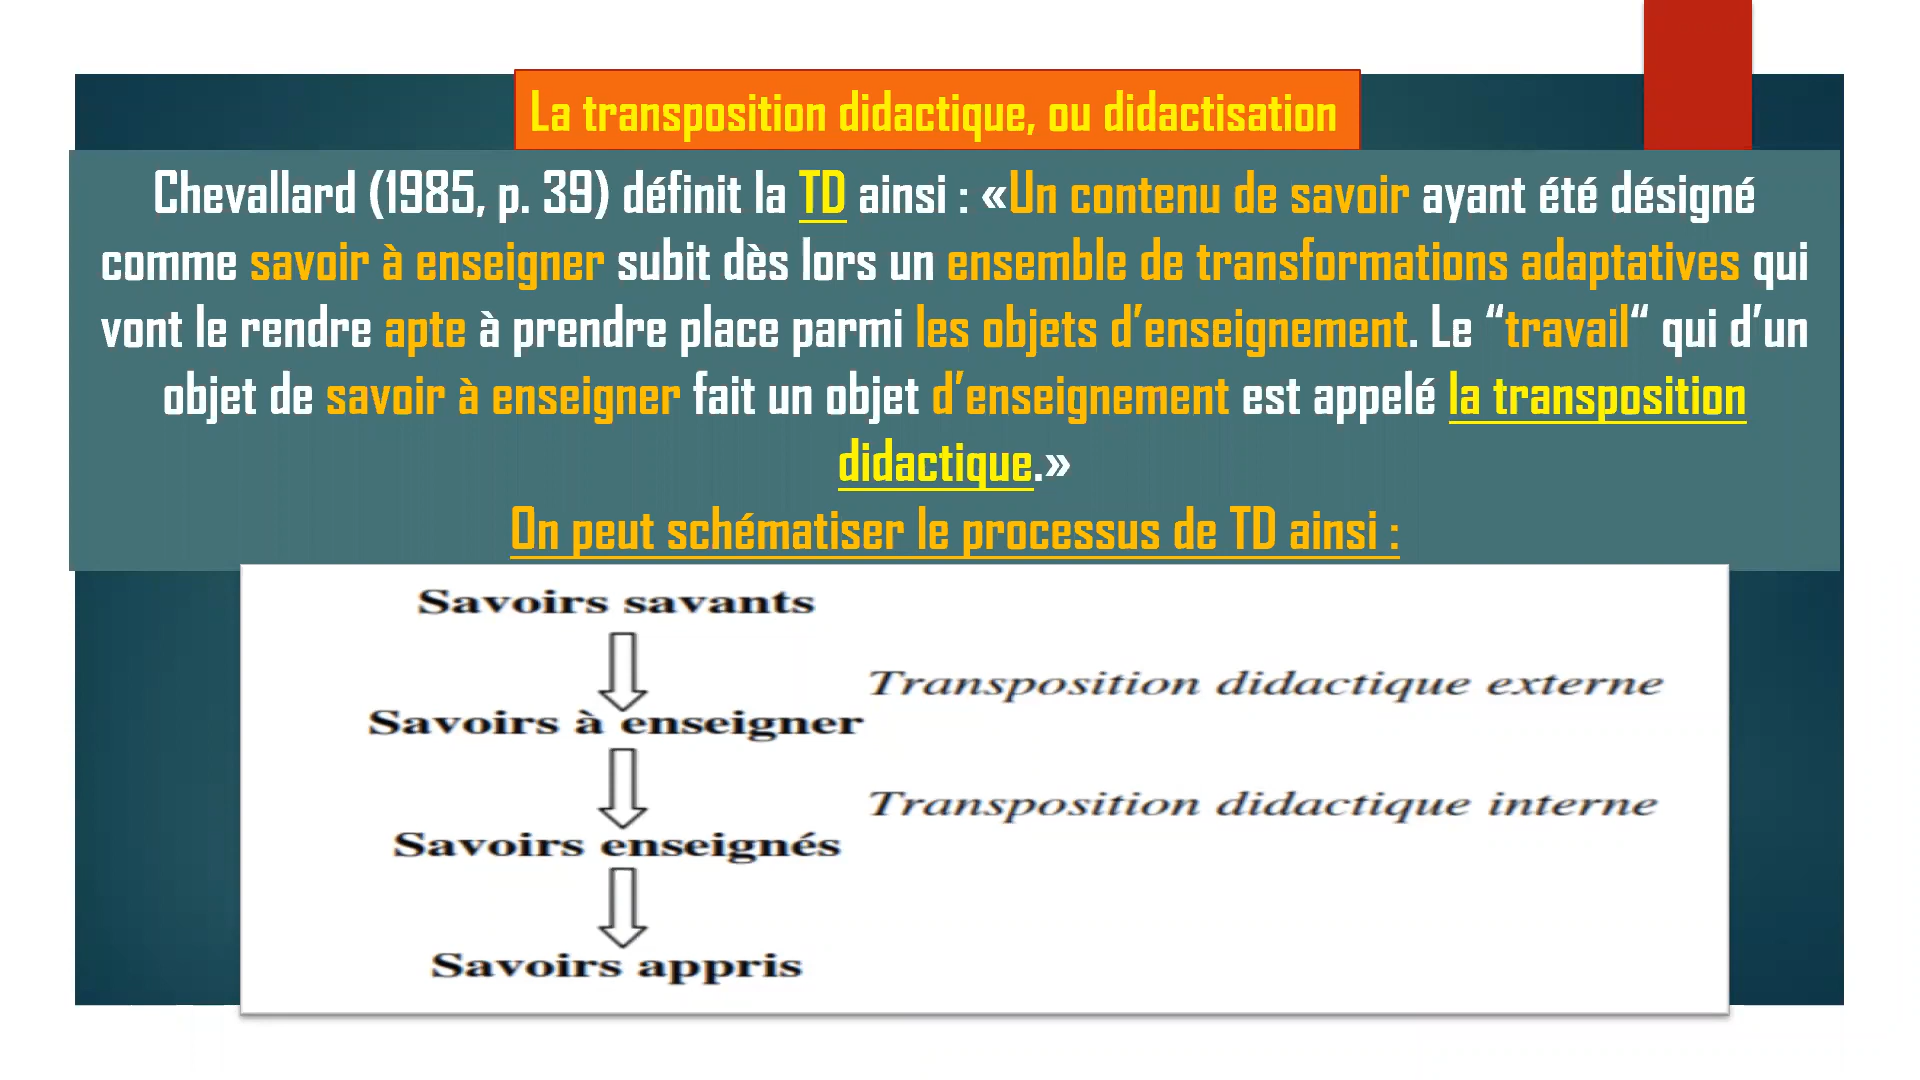 La transposition didactique, ou didactisation
Chevallard (1985, p. 39) définit la TD ainsi : «Un contenu de savoir ayant été désigné
comme savoir à enseigner subit dès lors un ensemble de transformations adaptatives qui
vont le rendre apte à prendre place parmi les objets d’enseignement. Le “travail“ qui d’un
objet de savoir à enseigner fait un objet d’enseignement est appelé la transposition
didactique.»
On peut schématiser le processus de TD ainsi :
Savoirs savants
Transposition didactique externe
Savoirs à enseigner
Transposition didactique interne
Savoirs enseignés
Savoirs appris